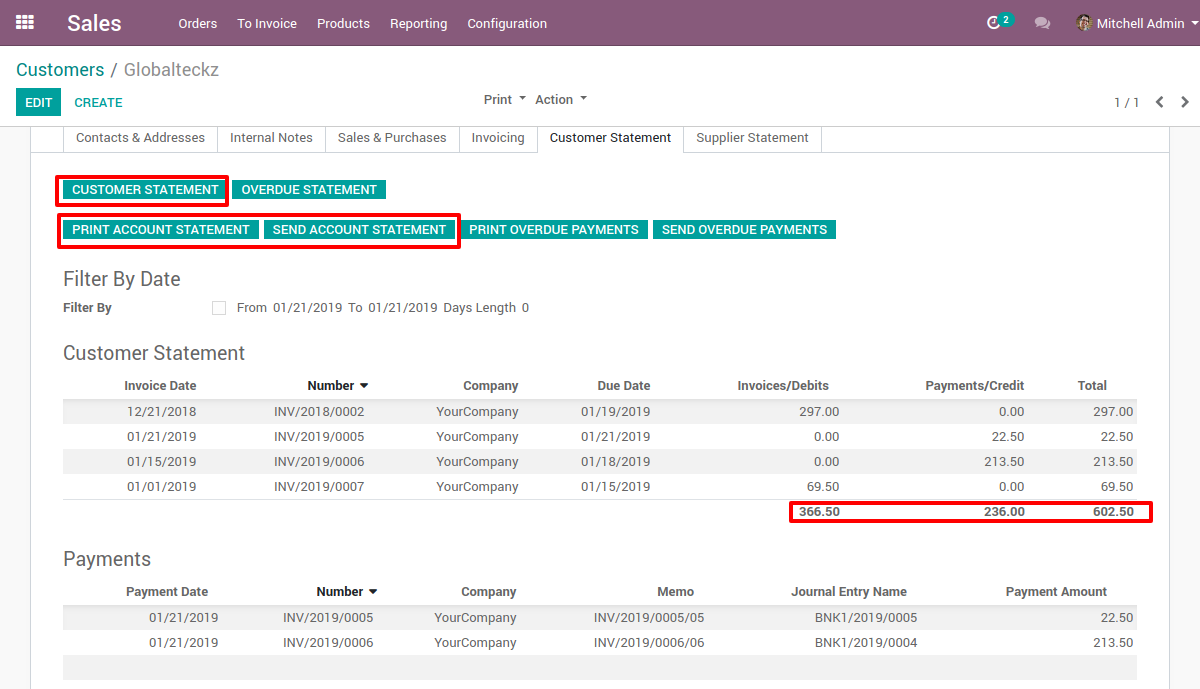 Sales Orders To Invoice Products Reporting Configuration 2 Mitchell Admin
Customers / Globalteckz
EDIT CREATE Print Action 1 / 1
Contacts & Addresses Internal Notes Sales & Purchases Invoicing Customer Statement Supplier Statement
CUSTOMER STATEMENT OVERDUE STATEMENT
PRINT ACCOUNT STATEMENT SEND ACCOUNT STATEMENT PRINT OVERDUE PAYMENTS SEND OVERDUE PAYMENTS
Filter By Date
Filter By From 01/21/2019 To 01/21/2019 Days Length 0
Customer Statement
Invoice Date Number Company Due Date Invoices/Debits Payments/Credit Total
12/21/2018 INV/2018/0002 YourCompany 01/19/2019 297.00 0.00 297.00
01/21/2019 INV/2019/0005 YourCompany 01/21/2019 0.00 22.50 22.50
01/15/2019 INV/2019/0006 YourCompany 01/18/2019 0.00 213.50 213.50
01/01/2019 INV/2019/0007 YourCompany 01/15/2019 69.50 0.00 69.50
366.50 236.00 602.50
Payments
Payment Date Number Company Memo Journal Entry Name Payment Amount
01/21/2019 INV/2019/0005 YourCompany INV/2019/0005/05 BNK1/2019/0005 22.50
01/21/2019 INV/2019/0006 YourCompany INV/2019/0006/06 BNK1/2019/0004 213.50